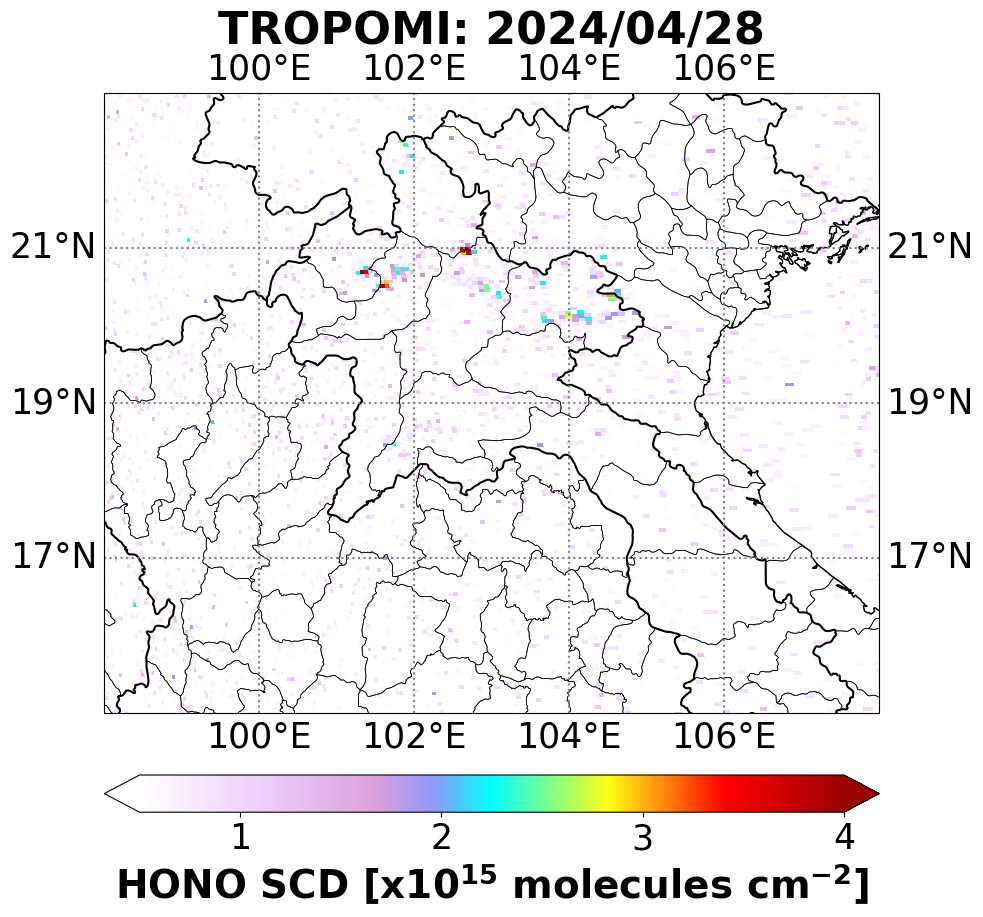 TROPOMI: 2024/04/28
100°E 102°E 104°E 106°E
21°N 21°N
19°N 19°N
17°N 17°N
100°E 102°E 104°E 106°E
1 2 3 4
HONO SCD [x10¹⁵ molecules cm⁻²]